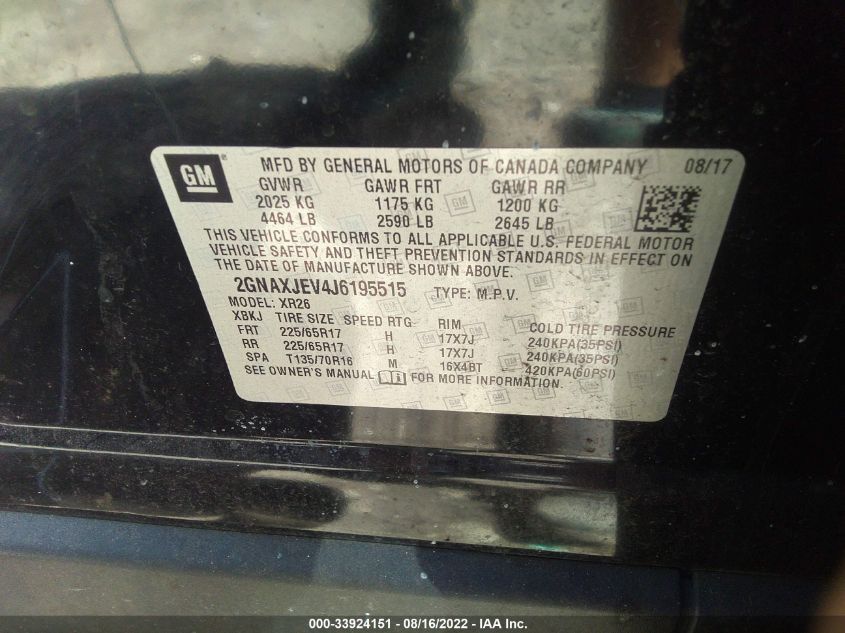 GM ® MFD BY GENERAL MOTORS OF CANADA COMPANY 08/17
GVWR GAWR FRT GAWR RR
2025 KG 1175 KG 1200 KG
4464 LB 2590 LB 2645 LB
THIS VEHICLE CONFORMS TO ALL APPLICABLE U.S. FEDERAL MOTOR
VEHICLE SAFETY AND THEFT PREVENTION STANDARDS IN EFFECT ON
THE DATE OF MANUFACTURE SHOWN ABOVE.
2GNAXJEV4J6195515 TYPE: M.P.V.
MODEL: XR26
XBKJ TIRE SIZE SPEED RTG RIM COLD TIRE PRESSURE
FRT 225/65R17 H 17X7J 240KPA(35PSI)
RR 225/65R17 H 17X7J 240KPA(35PSI)
SPA T135/70R16 M 16X4BT 420KPA(60PSI)
SEE OWNER'S MANUAL FOR MORE INFORMATION.
000-33924151 - 08/16/2022 - IAA Inc.